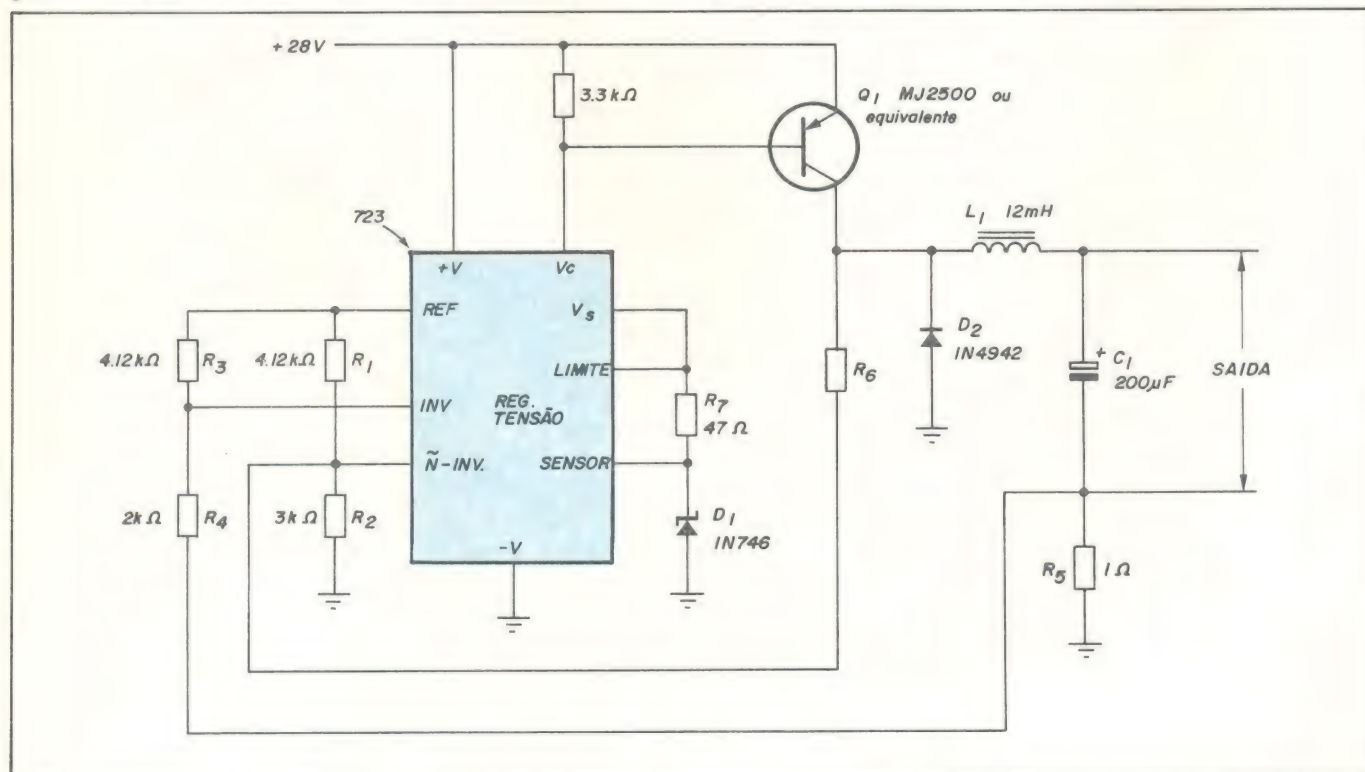 +28V
3.3kΩ
Q1 MJ2500 ou
equivalente
723
L1 12mH
+V
Vc
REF
Vs
4.12kΩ
R3
4.12kΩ
R1
LIMITE
D2
1N4942
+
C1
200µF
SAIDA
INV
REG.
TENSÃO
R7
47Ω
R6
Ñ-INV.
SENSOR
2kΩ
R4
3kΩ
R2
D1
1N746
-V
R5
1Ω